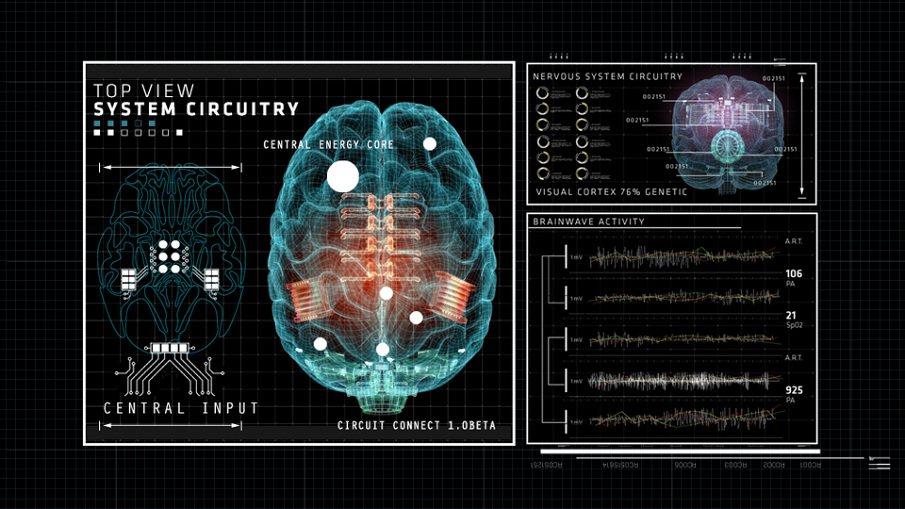 TOP VIEW
SYSTEM CIRCUITRY
CENTRAL ENERGY CORE
CENTRAL INPUT
CIRCUIT CONNECT 1.0BETA
NERVOUS SYSTEM CIRCUITRY
002151
002151
002151
002151
002151
002151
002151
VISUAL CORTEX 76% GENETIC
BRAINWAVE ACTIVITY
A.R.T.
1mV
106
PA
1mV
21
SpO2
1mV
A.R.T.
1mV
925
PA
1mV